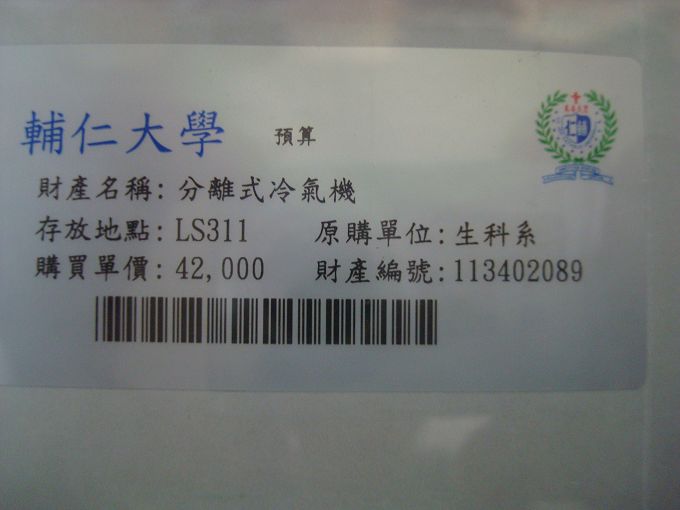 輔仁大學 預算
財產名稱: 分離式冷氣機
存放地點: LS311 原購單位: 生科系
購買單價: 42,000 財產編號: 113402089